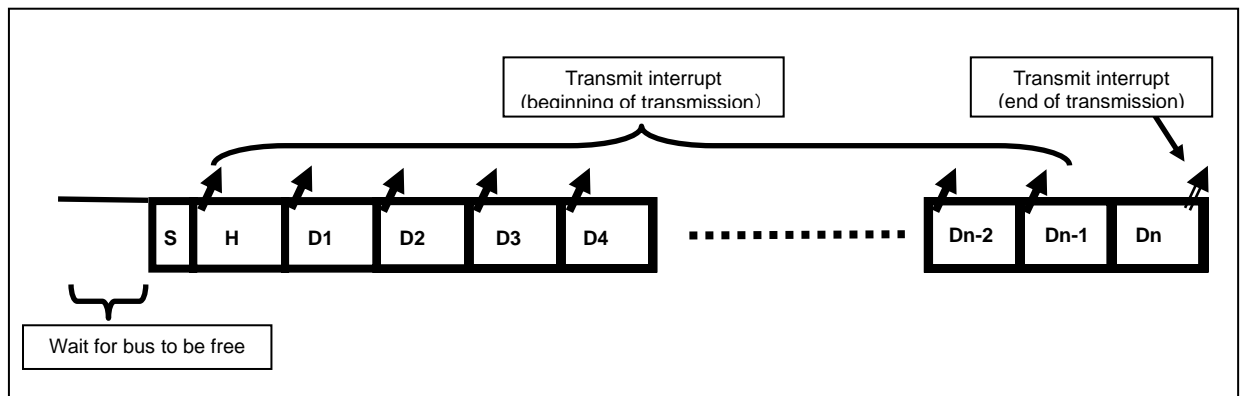 Transmit interrupt
(beginning of transmission)
Transmit interrupt
(end of transmission)
S H D1 D2 D3 D4 Dn-2 Dn-1 Dn
Wait for bus to be free